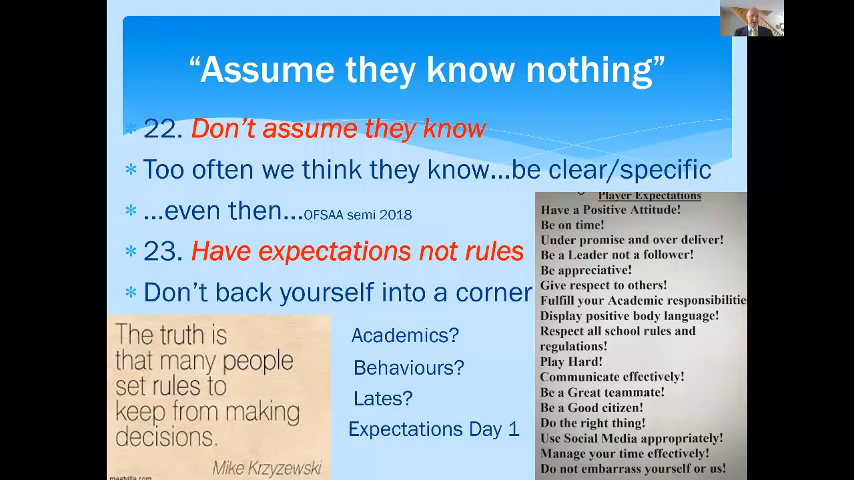 “Assume they know nothing”
22. Don’t assume they know
Too often we think they know...be clear/specific
...even then...OFSAA semi 2018
23. Have expectations not rules
Don’t back yourself into a corner
The truth is
that many people
set rules to
keep from making
decisions.
Mike Krzyzewski
Academics?
Behaviours?
Lates?
Expectations Day 1
Player Expectations
Have a Positive Attitude!
Be on time!
Under promise and over deliver!
Be a Leader not a follower!
Be appreciative!
Give respect to others!
Fulfill your Academic responsibilitie
Display positive body language!
Respect all school rules and
regulations!
Play Hard!
Communicate effectively!
Be a Great teammate!
Be a Good citizen!
Do the right thing!
Use Social Media appropriately!
Manage your time effectively!
Do not embarrass yourself or us!